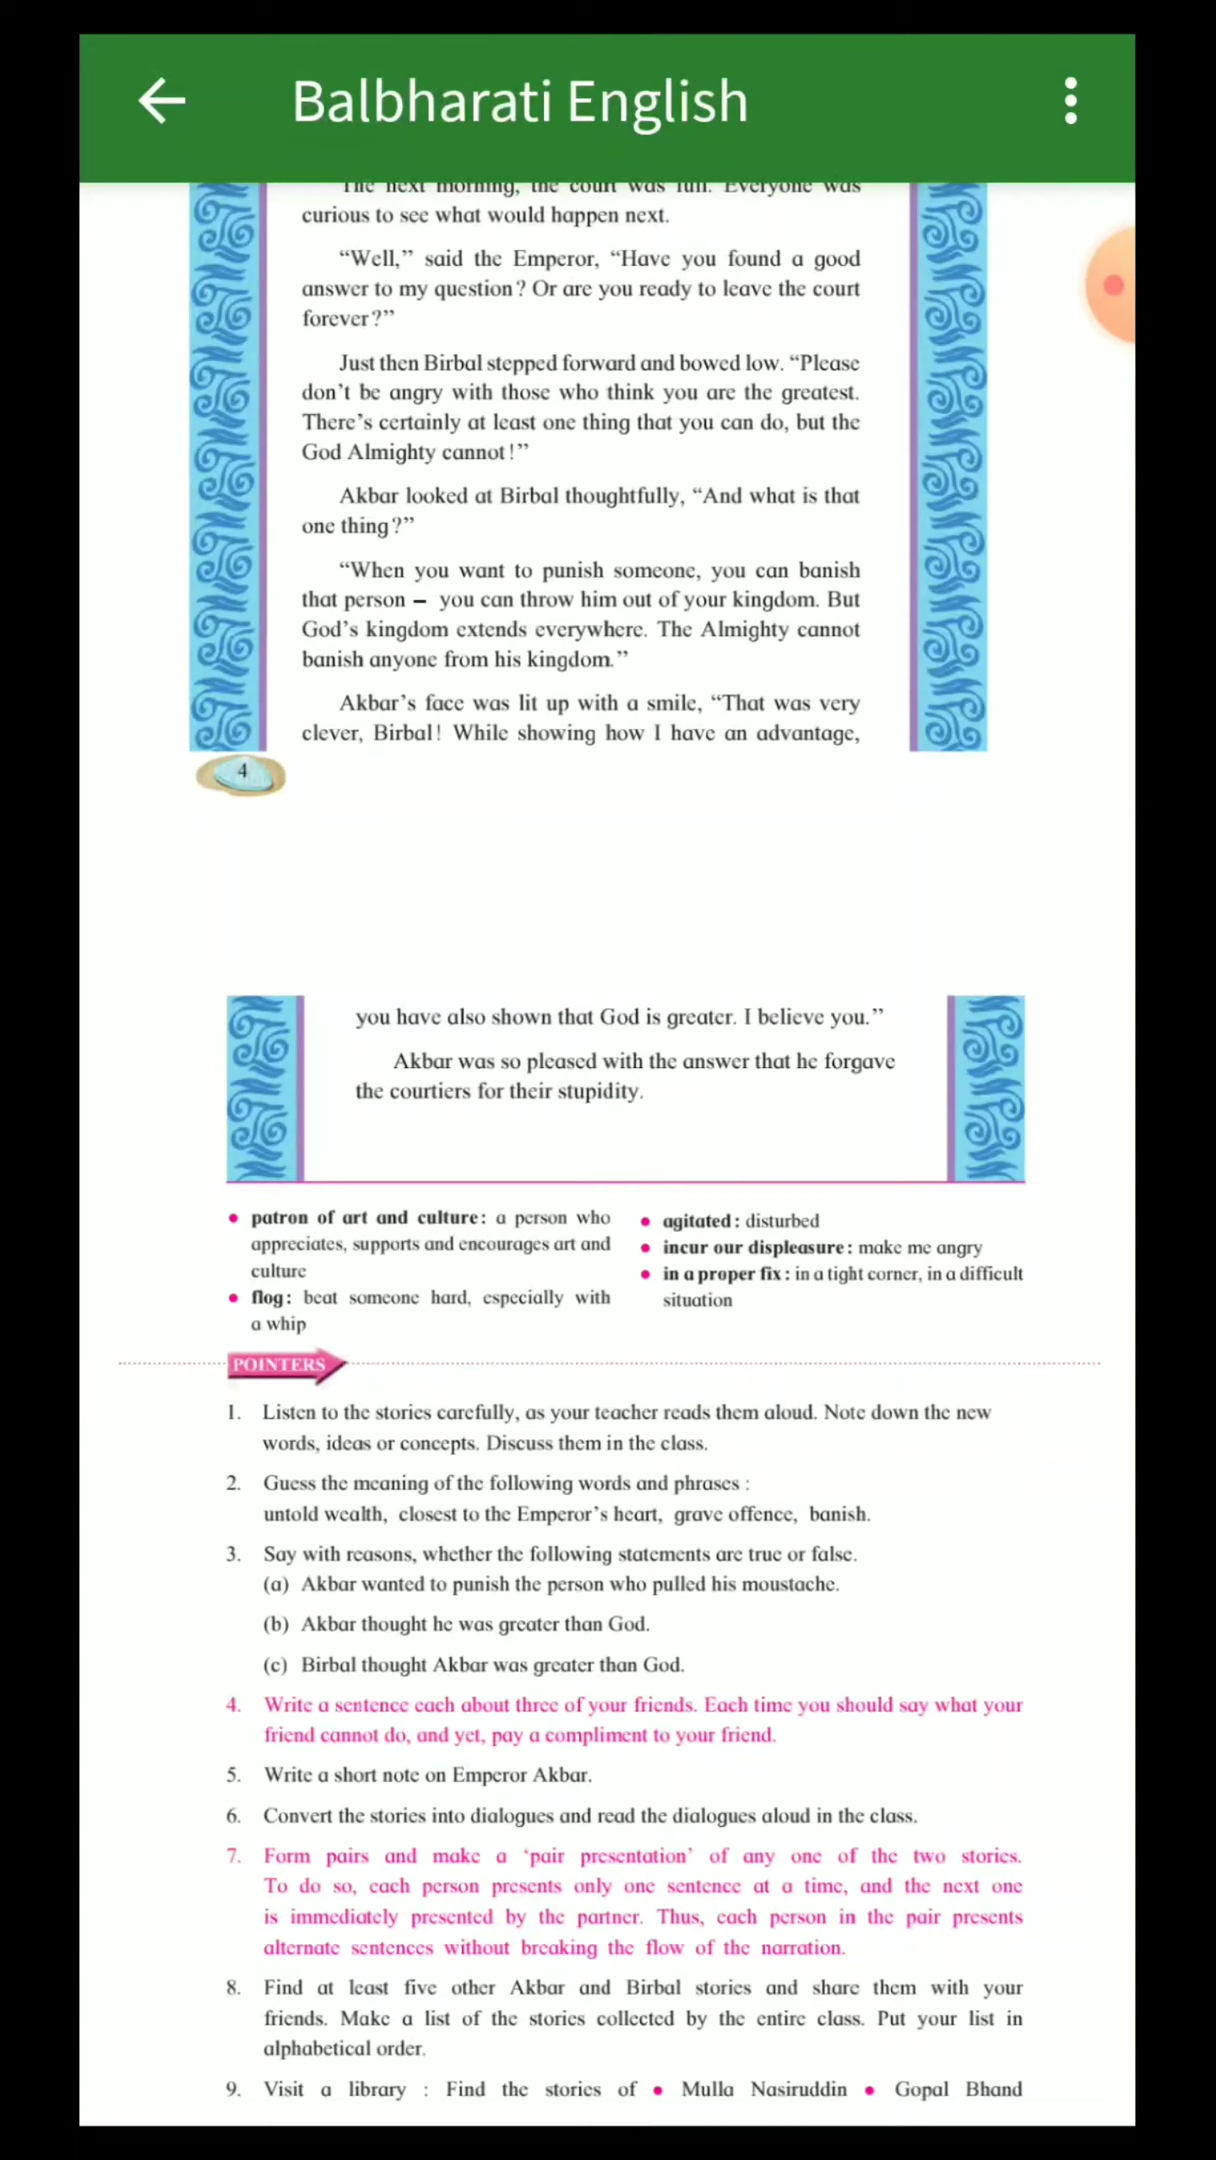 Balbharati English
The next morning, the court was full. Everyone was
curious to see what would happen next.
“Well,” said the Emperor, “Have you found a good
answer to my question? Or are you ready to leave the court
forever?”
Just then Birbal stepped forward and bowed low. “Please
don’t be angry with those who think you are the greatest.
There’s certainly at least one thing that you can do, but the
God Almighty cannot!”
Akbar looked at Birbal thoughtfully, “And what is that
one thing?”
“When you want to punish someone, you can banish
that person – you can throw him out of your kingdom. But
God’s kingdom extends everywhere. The Almighty cannot
banish anyone from his kingdom.”
Akbar’s face was lit up with a smile, “That was very
clever, Birbal! While showing how I have an advantage,
4
you have also shown that God is greater. I believe you.”
Akbar was so pleased with the answer that he forgave
the courtiers for their stupidity.
• patron of art and culture: a person who
appreciates, supports and encourages art and
culture
• flog: beat someone hard, especially with
a whip
• agitated: disturbed
• incur our displeasure: make me angry
• in a proper fix: in a tight corner, in a difficult
situation
POINTERS
1. Listen to the stories carefully, as your teacher reads them aloud. Note down the new
words, ideas or concepts. Discuss them in the class.
2. Guess the meaning of the following words and phrases :
untold wealth, closest to the Emperor’s heart, grave offence, banish.
3. Say with reasons, whether the following statements are true or false.
(a) Akbar wanted to punish the person who pulled his moustache.
(b) Akbar thought he was greater than God.
(c) Birbal thought Akbar was greater than God.
4. Write a sentence each about three of your friends. Each time you should say what your
friend cannot do, and yet, pay a compliment to your friend.
5. Write a short note on Emperor Akbar.
6. Convert the stories into dialogues and read the dialogues aloud in the class.
7. Form pairs and make a ‘pair presentation’ of any one of the two stories.
To do so, each person presents only one sentence at a time, and the next one
is immediately presented by the partner. Thus, each person in the pair presents
alternate sentences without breaking the flow of the narration.
8. Find at least five other Akbar and Birbal stories and share them with your
friends. Make a list of the stories collected by the entire class. Put your list in
alphabetical order.
9. Visit a library : Find the stories of • Mulla Nasiruddin • Gopal Bhand